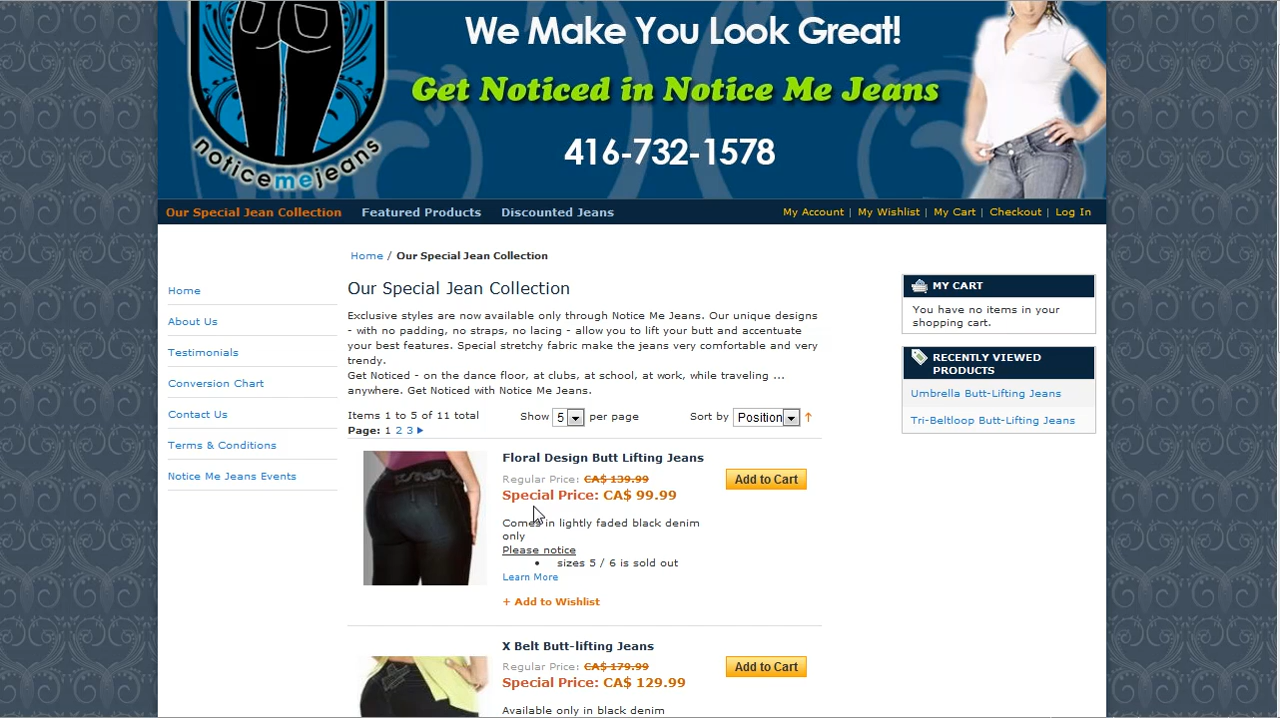 We Make You Look Great!
Get Noticed in Notice Me Jeans
416-732-1578
noticemejeans
Our Special Jean Collection Featured Products Discounted Jeans My Account | My Wishlist | My Cart | Checkout | Log In
Home / Our Special Jean Collection
Home
About Us
Testimonials
Conversion Chart
Contact Us
Terms & Conditions
Notice Me Jeans Events
Our Special Jean Collection
Exclusive styles are now available only through Notice Me Jeans. Our unique designs
- with no padding, no straps, no lacing - allow you to lift your butt and accentuate
your best features. Special stretchy fabric make the jeans very comfortable and very
trendy.
Get Noticed - on the dance floor, at clubs, at school, at work, while traveling ...
anywhere. Get Noticed with Notice Me Jeans.
Items 1 to 5 of 11 total Show 5 per page Sort by Position
Page: 1 2 3
Floral Design Butt Lifting Jeans
Regular Price: CA$ 139.99 Add to Cart
Special Price: CA$ 99.99
Comes in lightly faded black denim
only
Please notice
• sizes 5 / 6 is sold out
Learn More
+ Add to Wishlist
X Belt Butt-lifting Jeans
Regular Price: CA$ 179.99 Add to Cart
Special Price: CA$ 129.99
Available only in black denim
MY CART
You have no items in your
shopping cart.
RECENTLY VIEWED
PRODUCTS
Umbrella Butt-Lifting Jeans
Tri-Beltloop Butt-Lifting Jeans